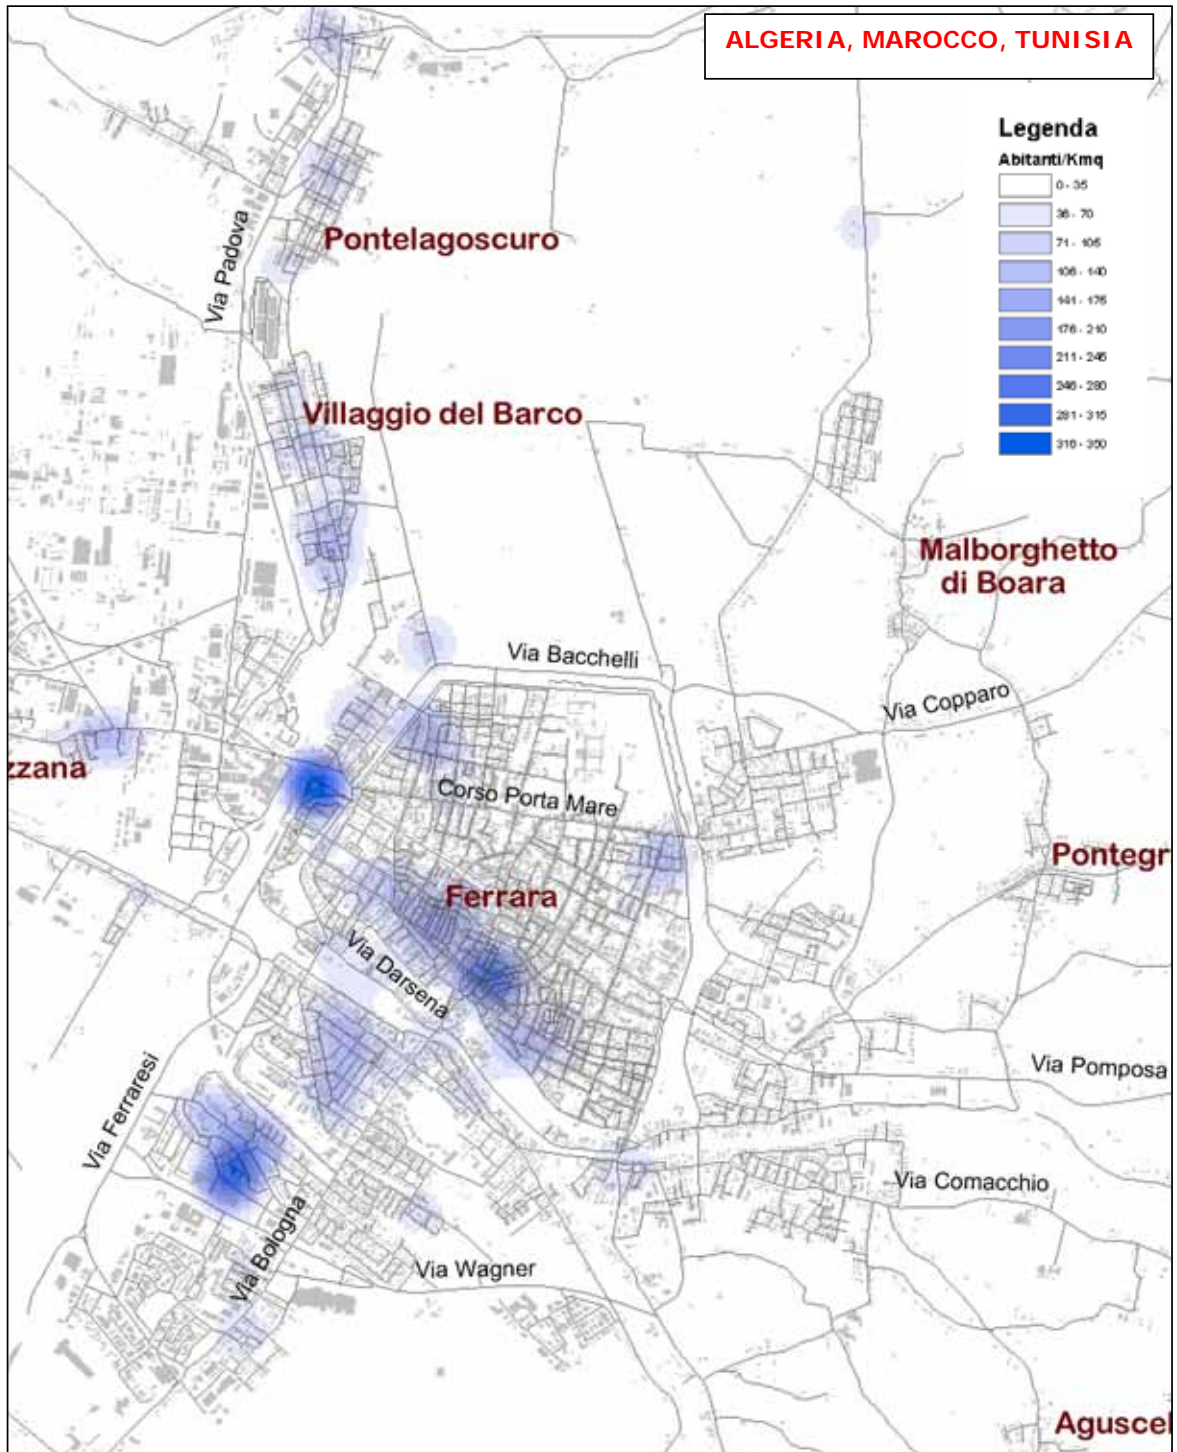 ALGERIA, MAROCCO, TUNISIA
Legenda
Abitanti/Kmq
0 - 35
36 - 70
71 - 105
106 - 140
141 - 175
176 - 210
211 - 245
246 - 280
281 - 315
316 - 350
Pontelagoscuro
Via Padova
Villaggio del Barco
Malborghetto
di Boara
Via Bacchelli
Via Copparo
zzana
Corso Porta Mare
Pontegr
Ferrara
Via Darsena
Via Pomposa
Via Ferraresi
Via Comacchio
Via Bologna
Via Wagner
Aguscel